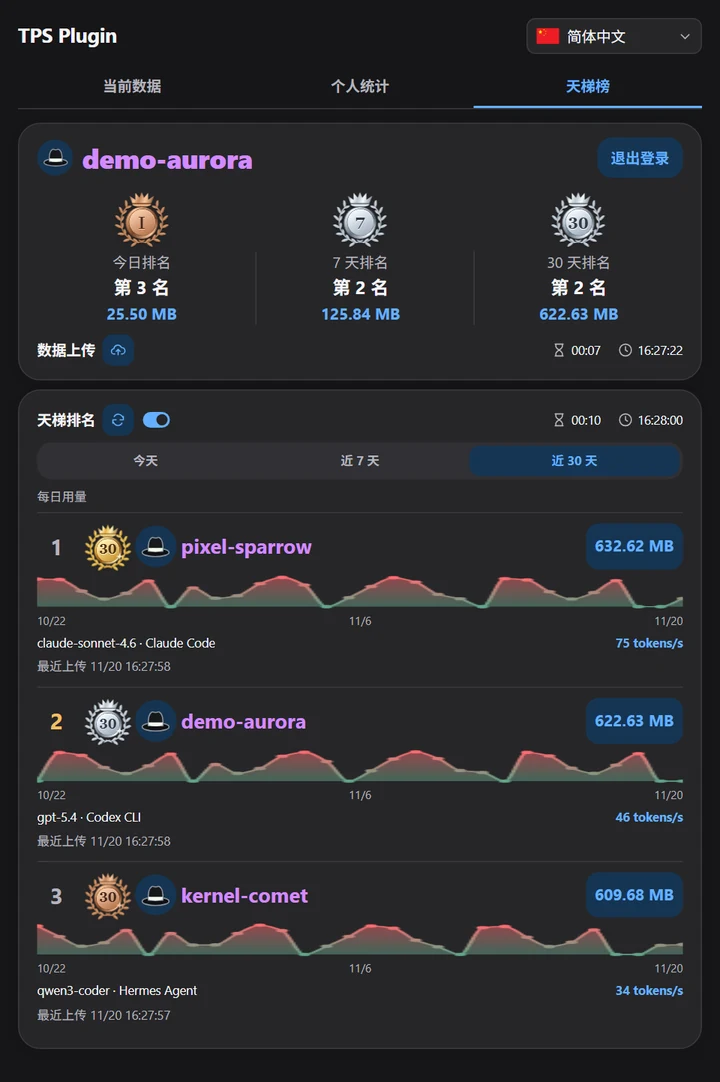 TPS Plugin
简体中文
当前数据 个人统计 天梯榜
demo-aurora
退出登录
I 7 30
今日排名 7 天排名 30 天排名
第 3 名 第 2 名 第 2 名
25.50 MB 125.84 MB 622.63 MB
数据上传 00:07 16:27:22
天梯排名 00:10 16:28:00
今天 近 7 天 近 30 天
每日用量
1 30 pixel-sparrow 632.62 MB
10/22 11/6 11/20
claude-sonnet-4.6 · Claude Code 75 tokens/s
最近上传 11/20 16:27:58
2 30 demo-aurora 622.63 MB
10/22 11/6 11/20
gpt-5.4 · Codex CLI 46 tokens/s
最近上传 11/20 16:27:58
3 30 kernel-comet 609.68 MB
10/22 11/6 11/20
qwen3-coder · Hermes Agent 34 tokens/s
最近上传 11/20 16:27:57